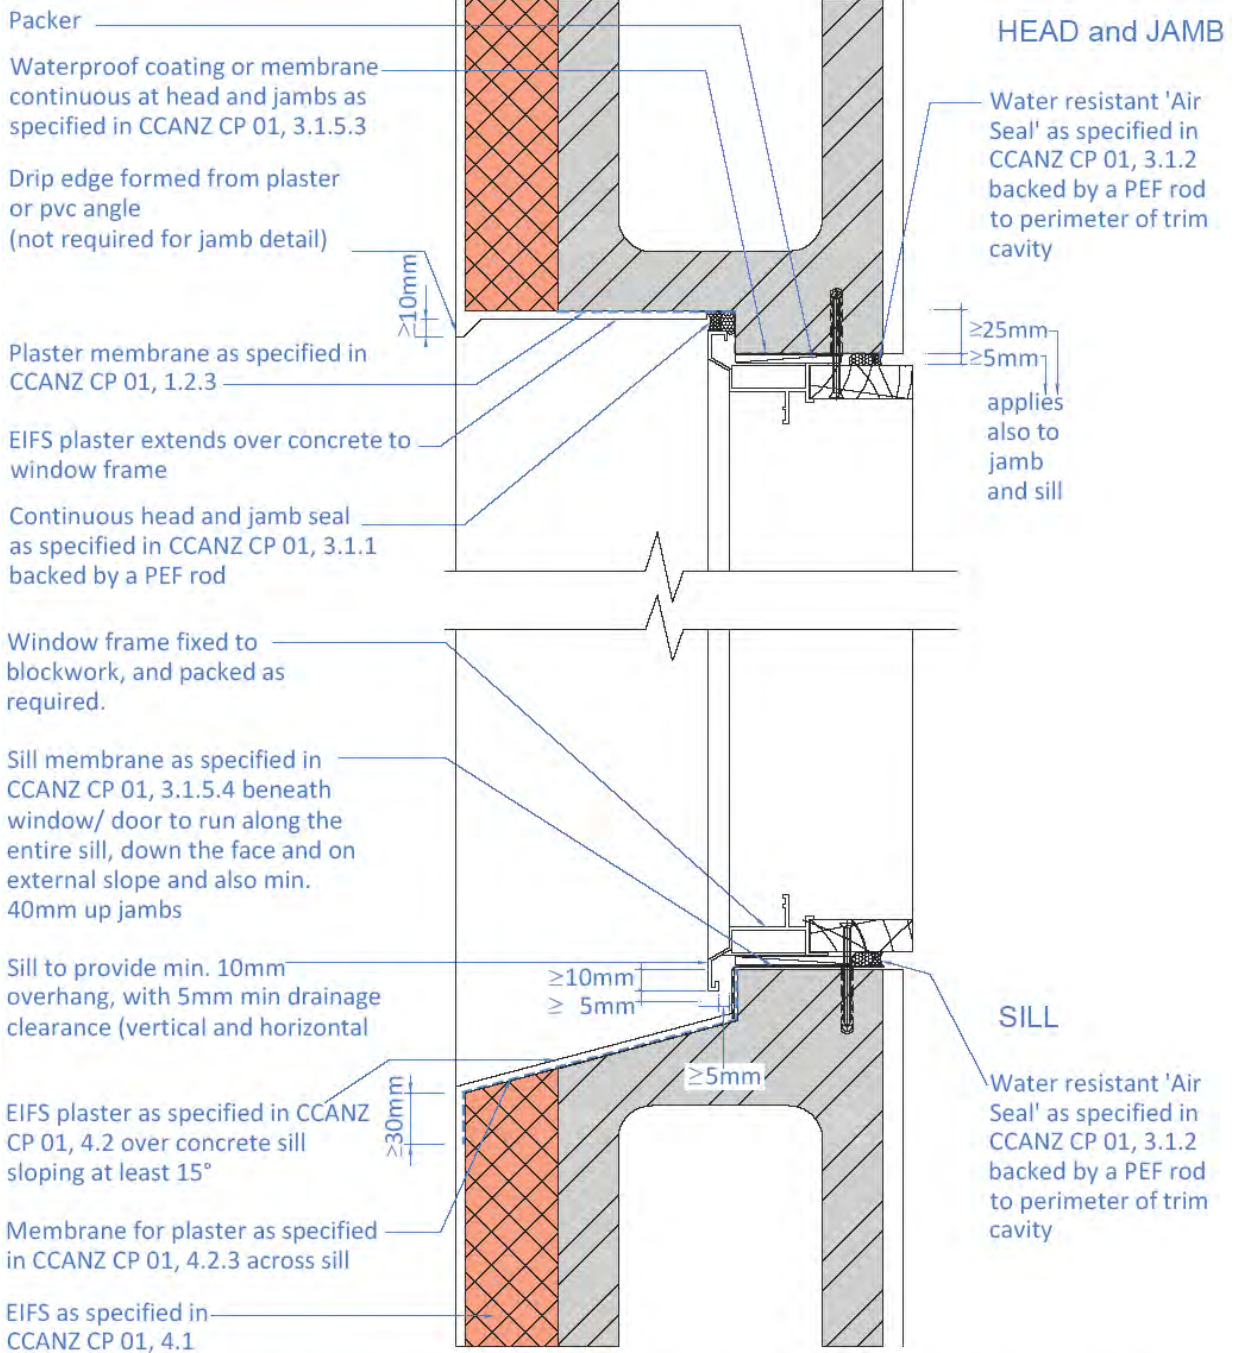 Packer
Waterproof coating or membrane
continuous at head and jambs as
specified in CCANZ CP 01, 3.1.5.3
Drip edge formed from plaster
or pvc angle
(not required for jamb detail)
≥10mm
Plaster membrane as specified in
CCANZ CP 01, 1.2.3
EIFS plaster extends over concrete to
window frame
Continuous head and jamb seal
as specified in CCANZ CP 01, 3.1.1
backed by a PEF rod
HEAD and JAMB
Water resistant 'Air
Seal' as specified in
CCANZ CP 01, 3.1.2
backed by a PEF rod
to perimeter of trim
cavity
≥25mm
≥5mm
applies
also to
jamb
and sill
Window frame fixed to
blockwork, and packed as
required.
Sill membrane as specified in
CCANZ CP 01, 3.1.5.4 beneath
window/ door to run along the
entire sill, down the face and on
external slope and also min.
40mm up jambs
Sill to provide min. 10mm
overhang, with 5mm min drainage
clearance (vertical and horizontal
≥10mm
≥ 5mm
≥5mm
EIFS plaster as specified in CCANZ
CP 01, 4.2 over concrete sill
sloping at least 15°
≥30mm
Membrane for plaster as specified
in CCANZ CP 01, 4.2.3 across sill
EIFS as specified in
CCANZ CP 01, 4.1
SILL
Water resistant 'Air
Seal' as specified in
CCANZ CP 01, 3.1.2
backed by a PEF rod
to perimeter of trim
cavity